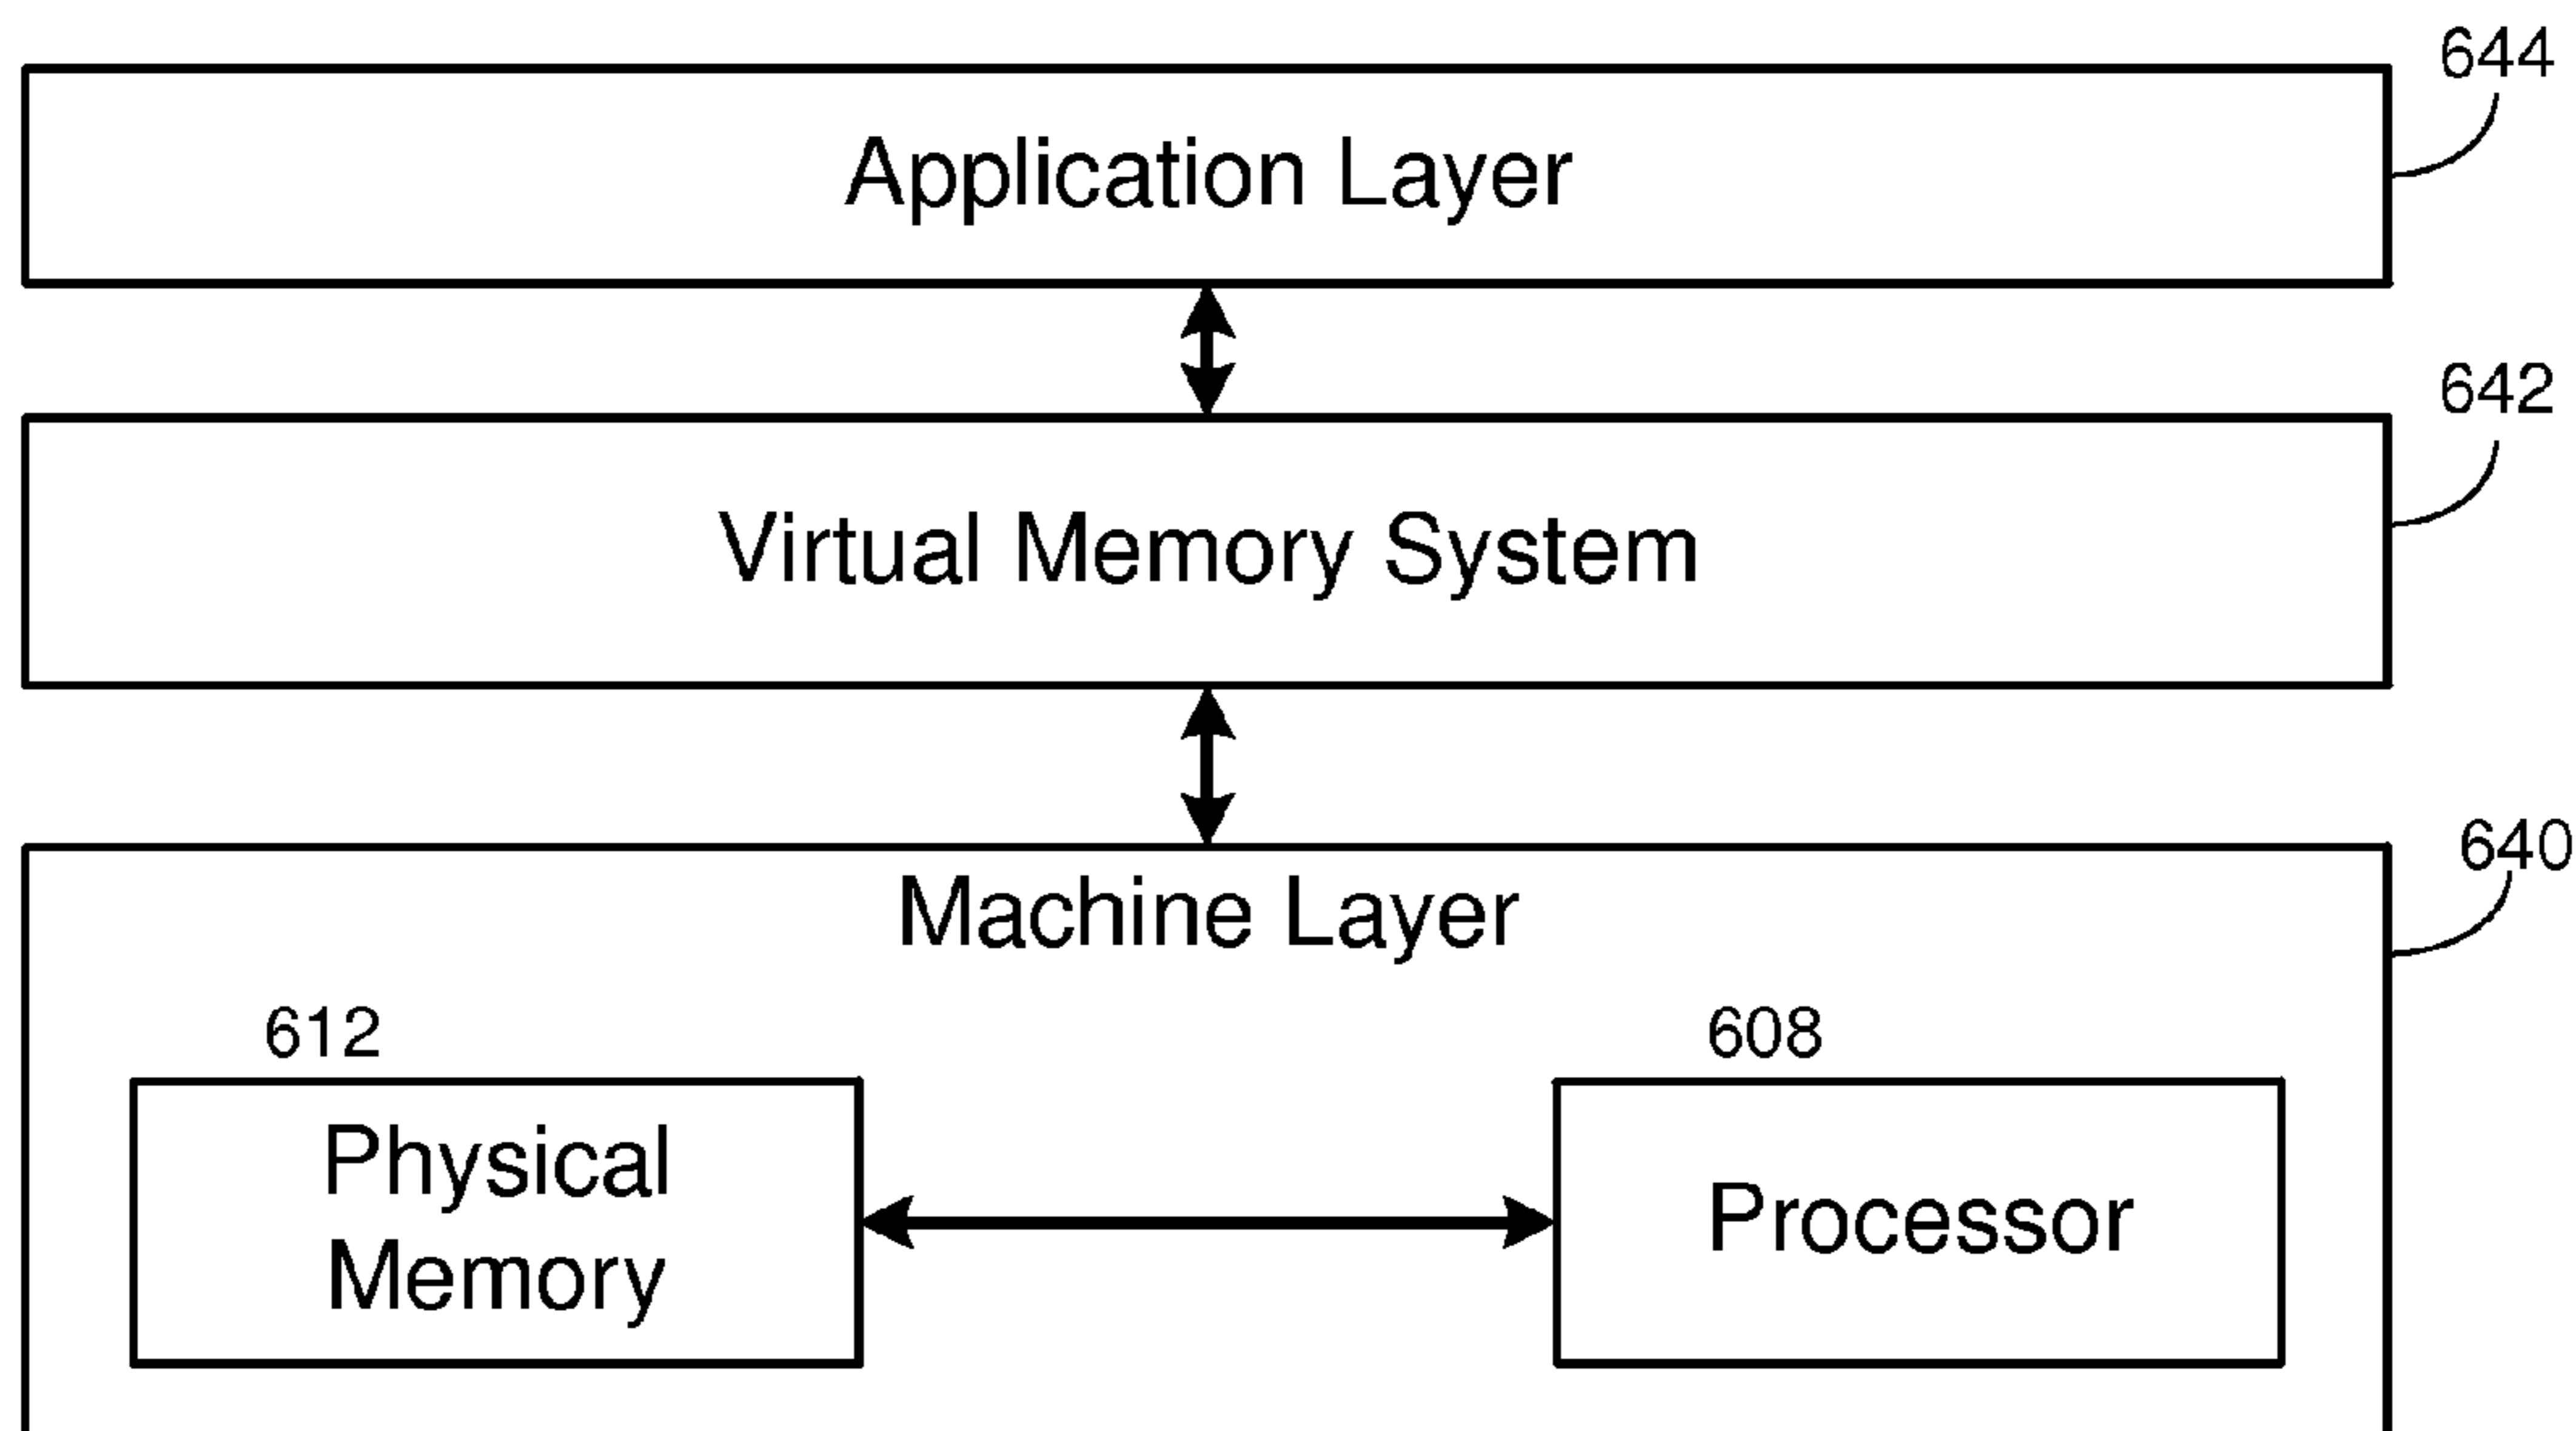 644
Application Layer
642
Virtual Memory System
640
Machine Layer
612
608
Physical
Memory
Processor